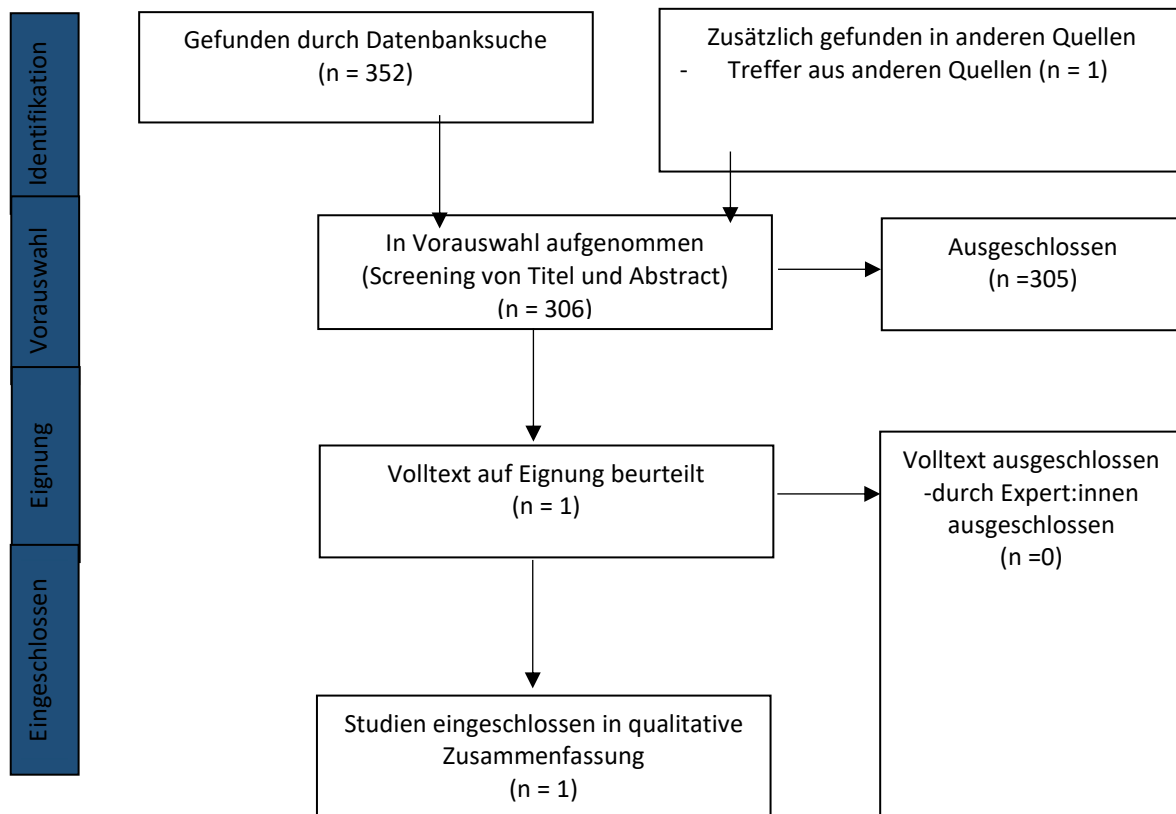 Identifikation
Gefunden durch Datenbanksuche
(n = 352)
Zusätzlich gefunden in anderen Quellen
- Treffer aus anderen Quellen (n = 1)
Vorauswahl
In Vorauswahl aufgenommen
(Screening von Titel und Abstract)
(n = 306)
Ausgeschlossen
(n =305)
Eignung
Volltext auf Eignung beurteilt
(n = 1)
Volltext ausgeschlossen
-durch Expert:innen
ausgeschlossen
(n =0)
Eingeschlossen
Studien eingeschlossen in qualitative
Zusammenfassung
(n = 1)